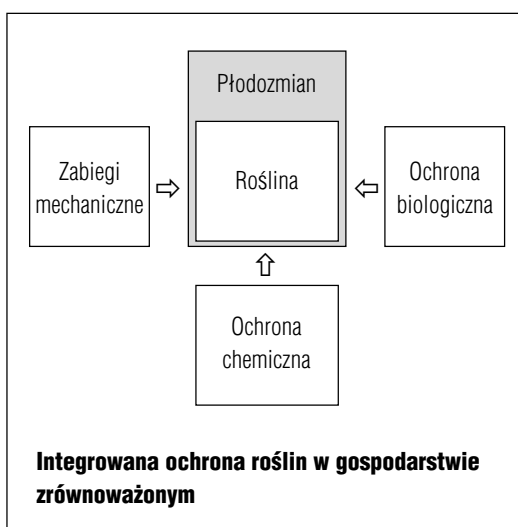 Płodozmian
Zabiegi
mechaniczne
Roślina
Ochrona
biologiczna
Ochrona
chemiczna
Integrowana ochrona roślin w gospodarstwie
zrównoważonym